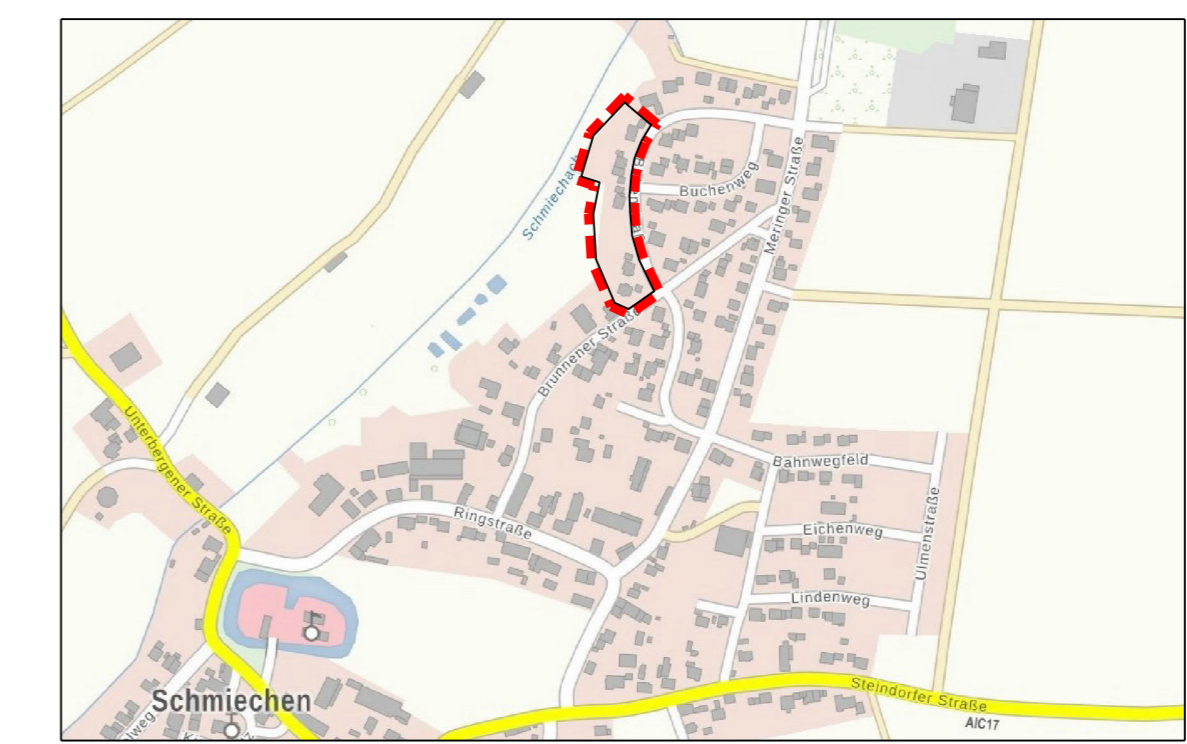 Schmiechach
Buchenweg
Meringer Straße
Brunnener Straße
Unterbergener Straße
Bahnwegfeld
Ringstraße
Eichenweg
Ulmenstraße
Lindenweg
Steindorfer Straße
Schmiechen
AIC17